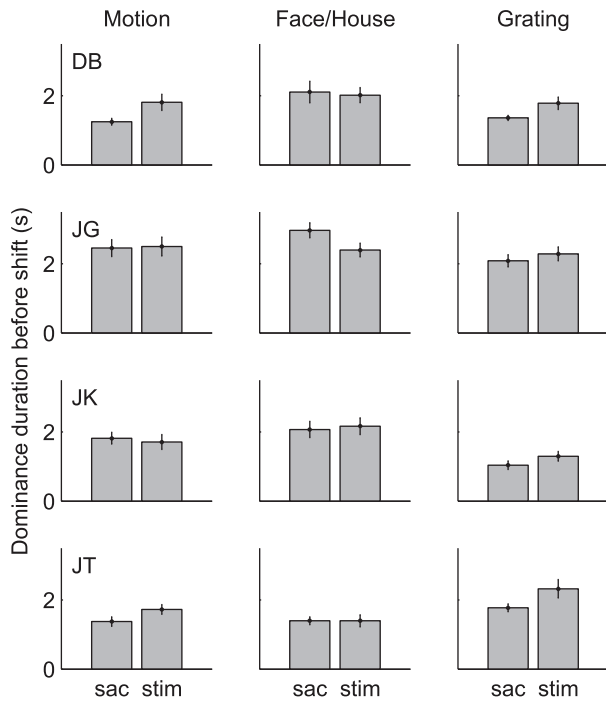 Motion Face/House Grating
Dominance duration before shift (s)
DB
2
0
JG
2
0
JK
2
0
JT
2
0
sac stim sac stim sac stim